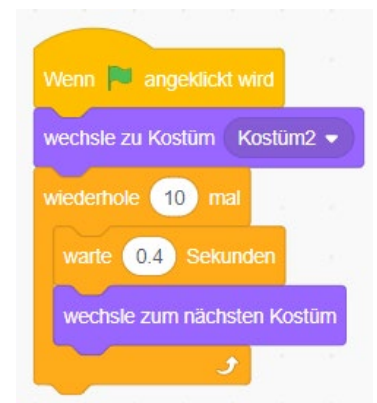 Wenn angeklickt wird
wechsle zu Kostüm Kostüm2
wiederhole 10 mal
warte 0.4 Sekunden
wechsle zum nächsten Kostüm